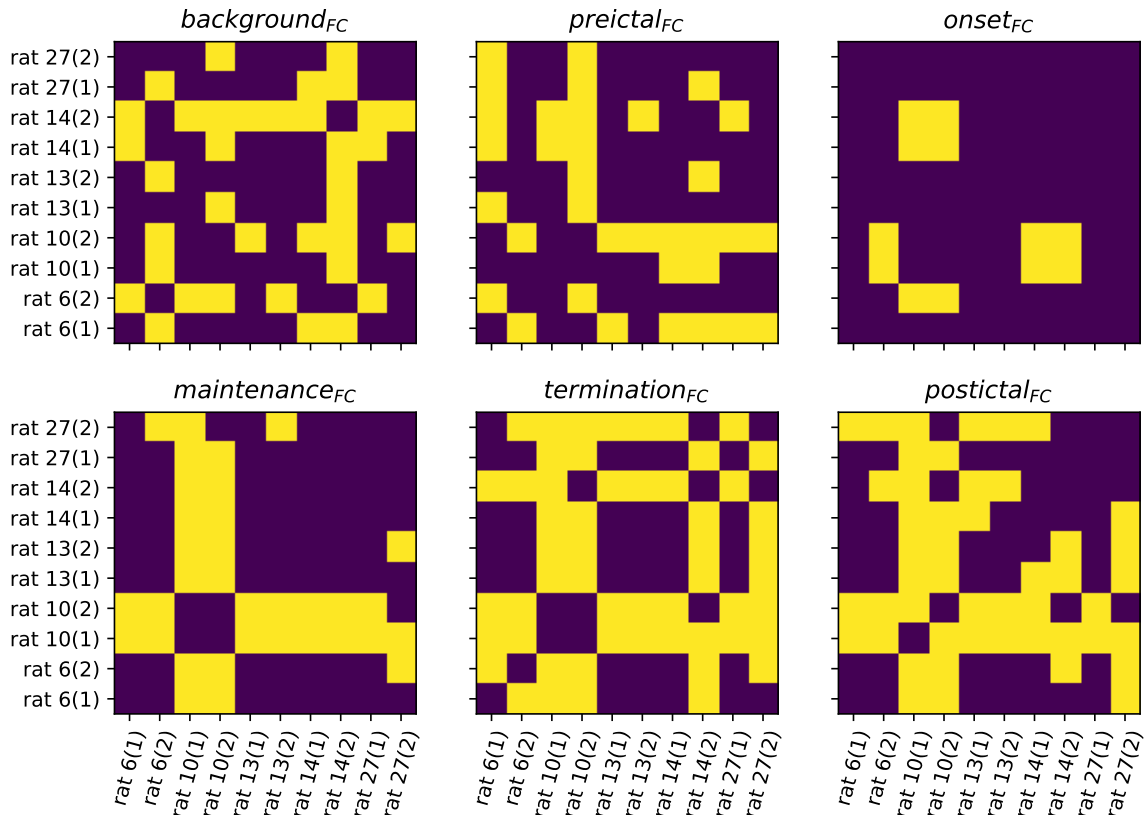 background_FC
preictal_FC
onset_FC
rat 27(2)
rat 27(1)
rat 14(2)
rat 14(1)
rat 13(2)
rat 13(1)
rat 10(2)
rat 10(1)
rat 6(2)
rat 6(1)
maintenance_FC
termination_FC
postictal_FC
rat 27(2)
rat 27(1)
rat 14(2)
rat 14(1)
rat 13(2)
rat 13(1)
rat 10(2)
rat 10(1)
rat 6(2)
rat 6(1)
rat 6(1)
rat 6(2)
rat 10(1)
rat 10(2)
rat 13(1)
rat 13(2)
rat 14(1)
rat 14(2)
rat 27(1)
rat 27(2)
rat 6(1)
rat 6(2)
rat 10(1)
rat 10(2)
rat 13(1)
rat 13(2)
rat 14(1)
rat 14(2)
rat 27(1)
rat 27(2)
rat 6(1)
rat 6(2)
rat 10(1)
rat 10(2)
rat 13(1)
rat 13(2)
rat 14(1)
rat 14(2)
rat 27(1)
rat 27(2)